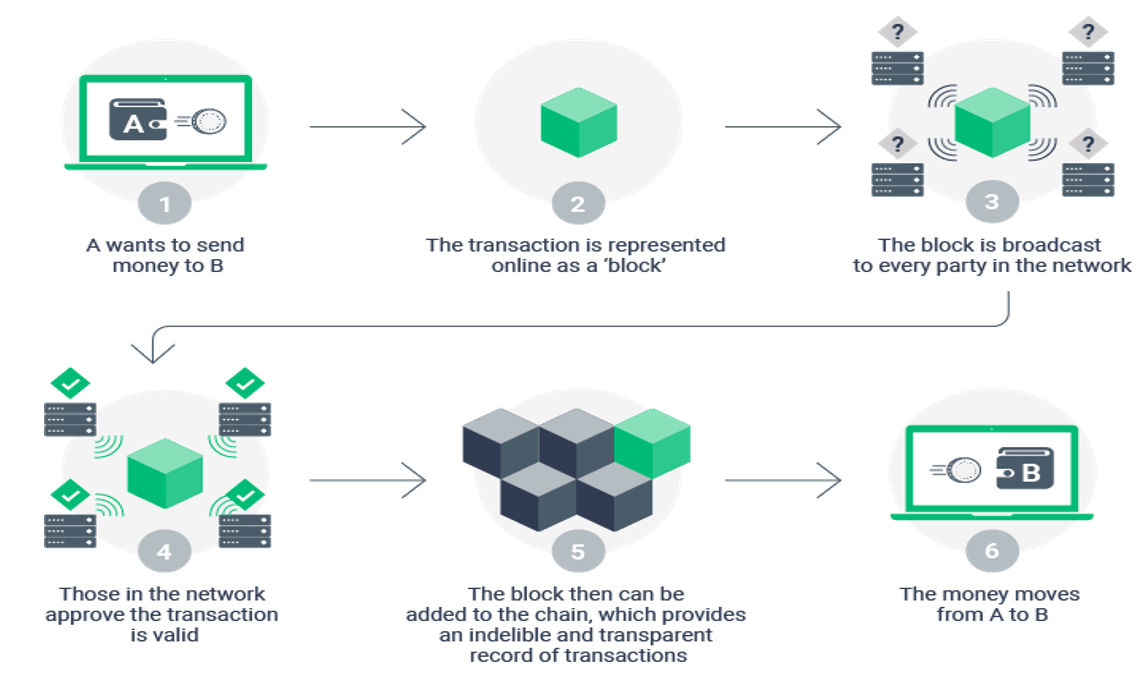 A
1
A wants to send
money to B
2
The transaction is represented
online as a ‘block’
? ?
? ?
3
The block is broadcast
to every party in the network
4
Those in the network
approve the transaction
is valid
5
The block then can be
added to the chain, which provides
an indelible and transparent
record of transactions
B
6
The money moves
from A to B